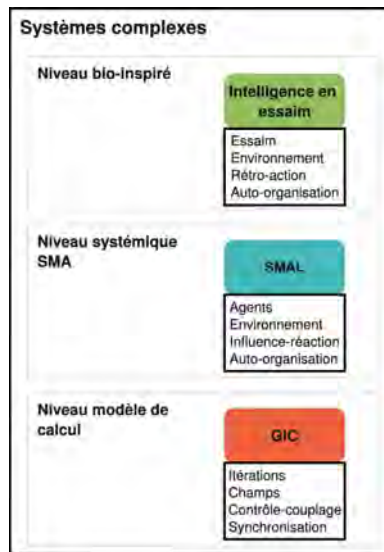 Systèmes complexes
Niveau bio-inspiré
Intelligence en
essaim
Essaim
Environnement
Rétro-action
Auto-organisation
Niveau systémique
SMA
SMAL
Agents
Environnement
Influence-réaction
Auto-organisation
Niveau modèle de
calcul
GIC
Itérations
Champs
Contrôle-couplage
Synchronisation